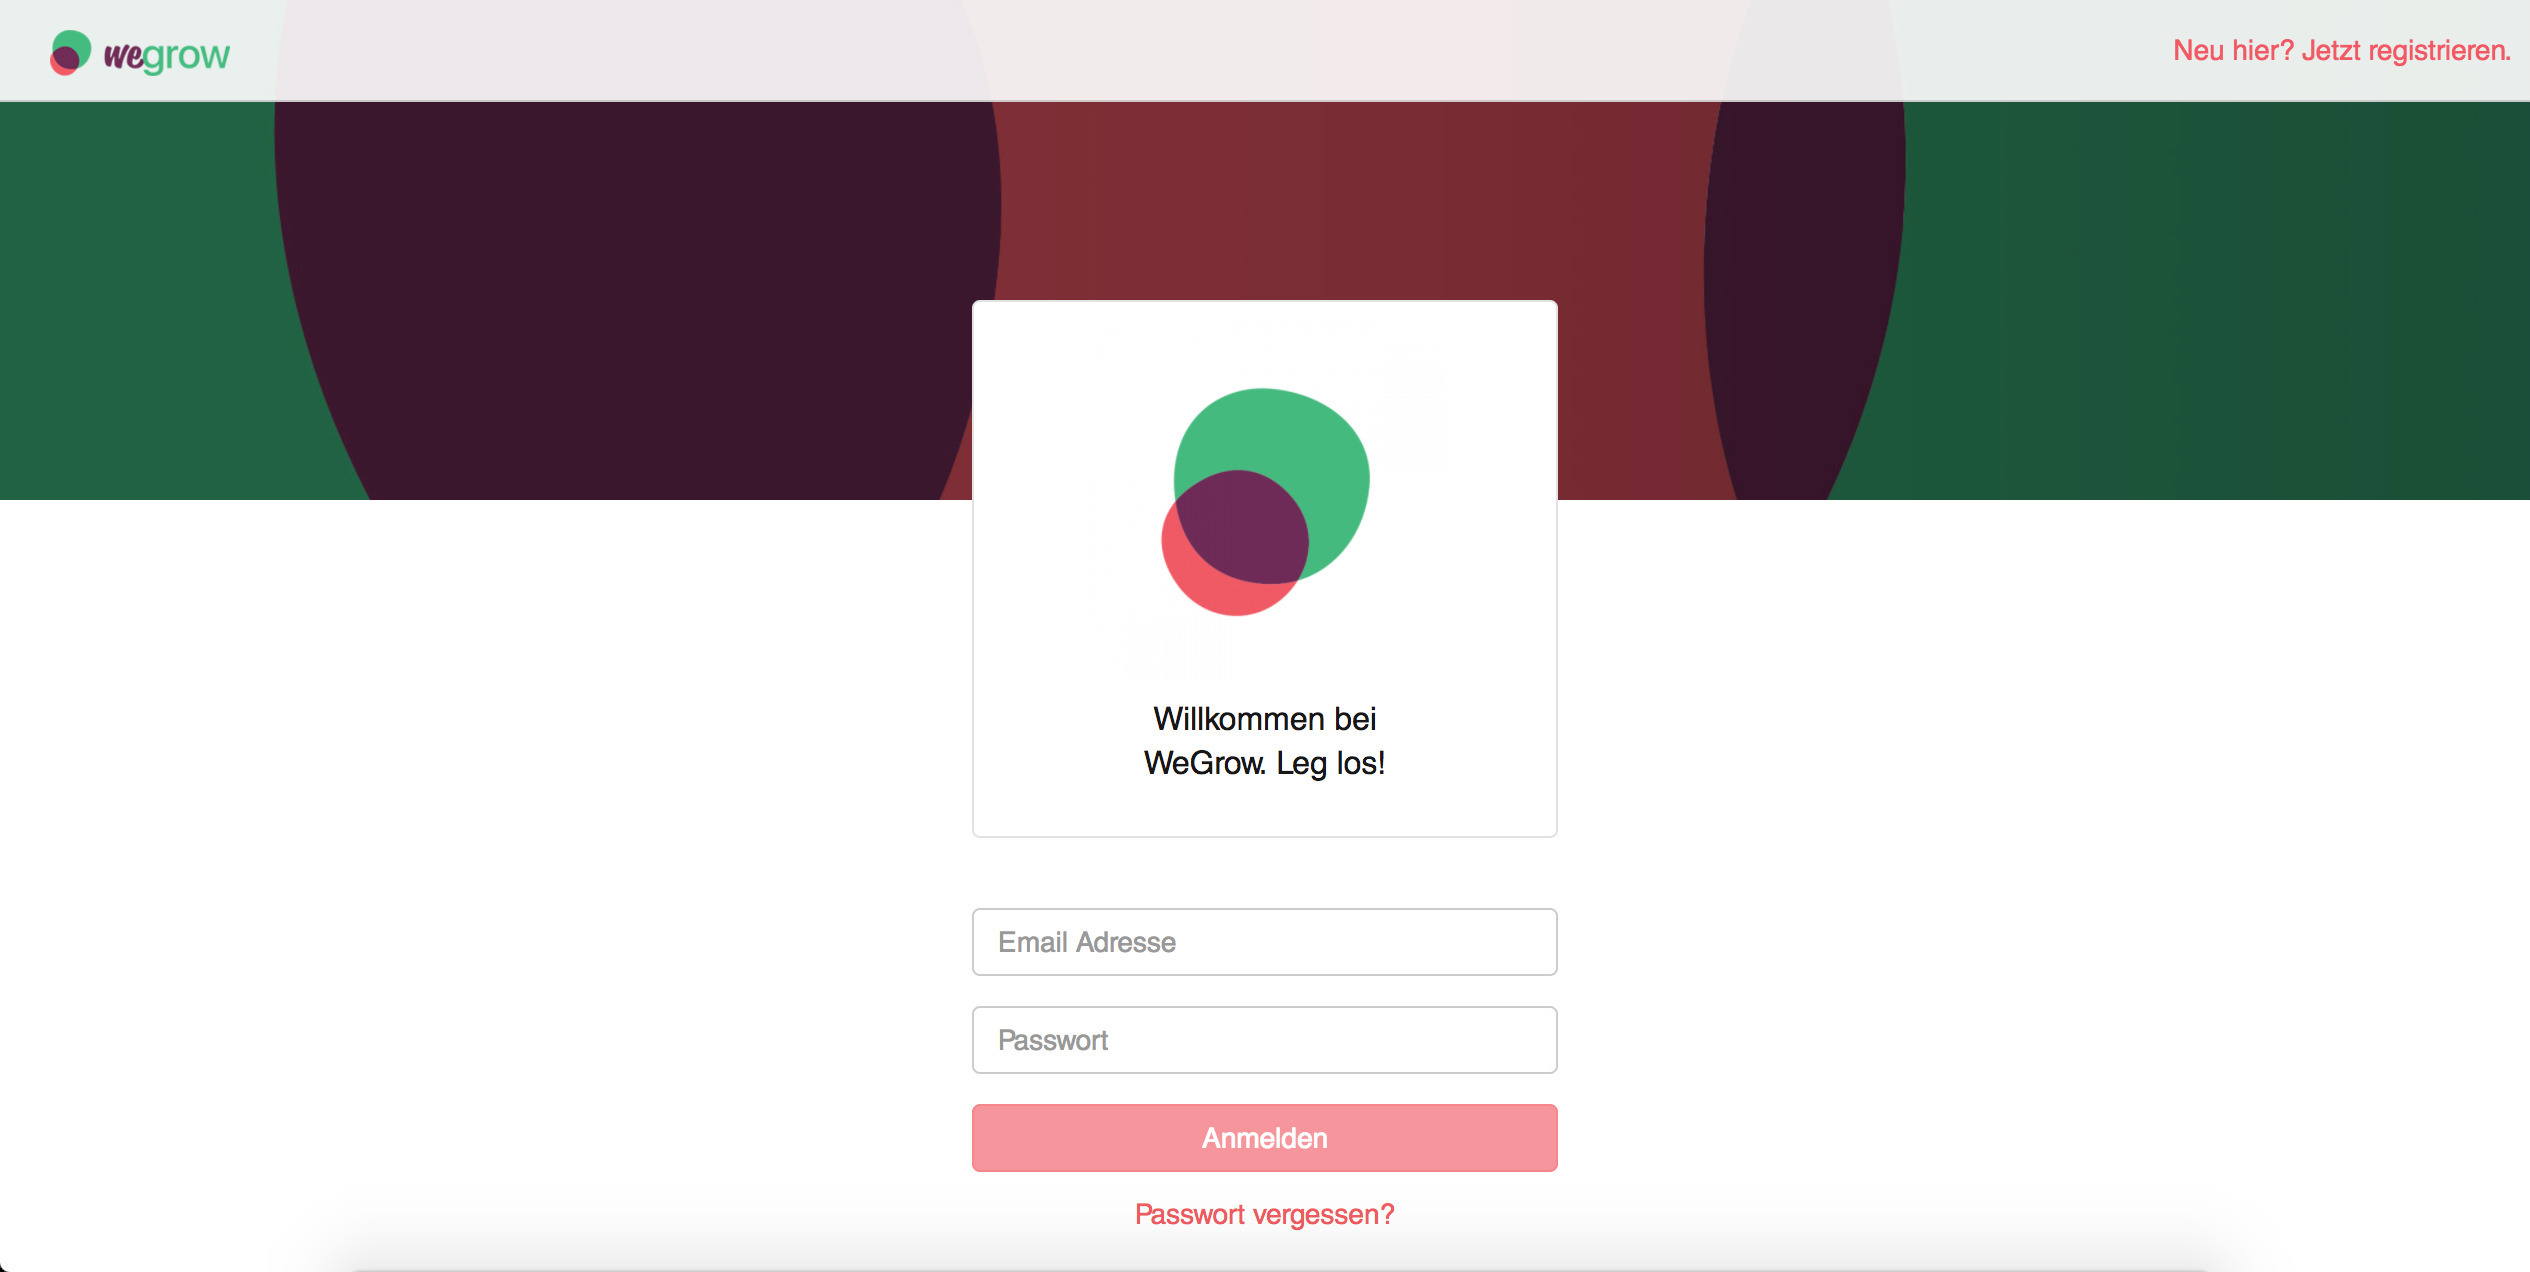 wegrow
Neu hier? Jetzt registrieren.
Willkommen bei
WeGrow. Leg los!
Email Adresse
Passwort
Anmelden
Passwort vergessen?